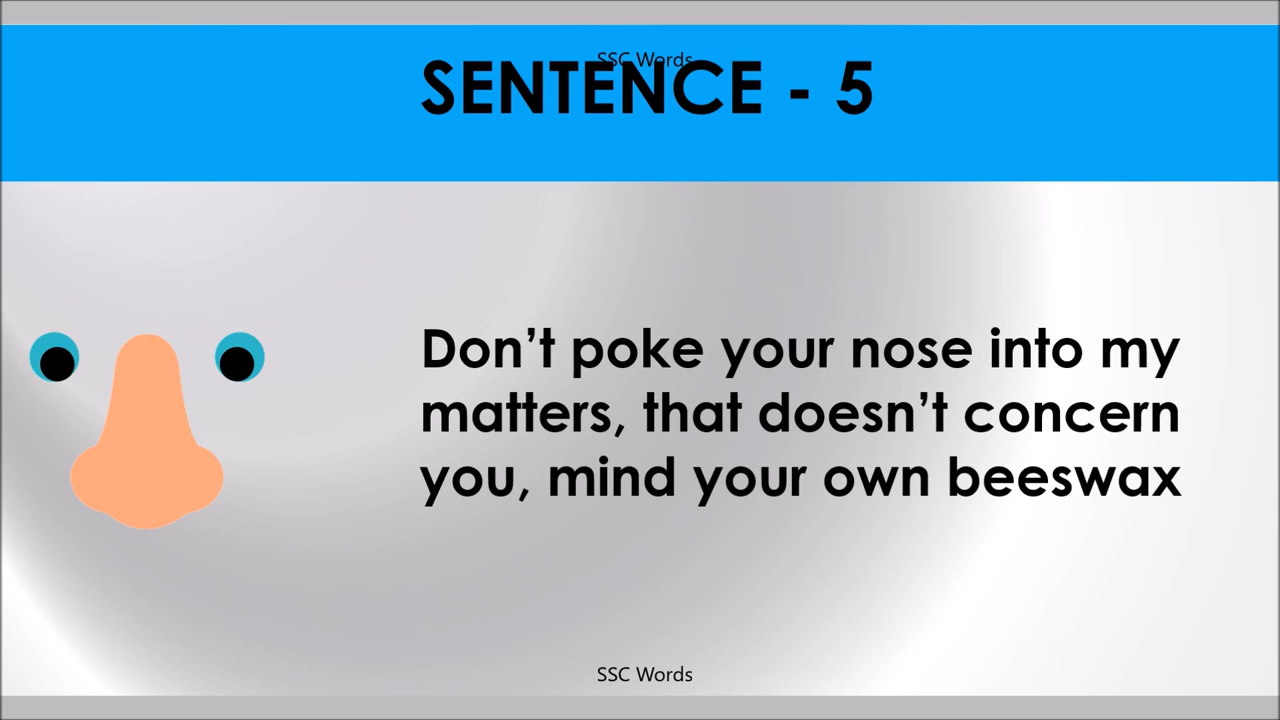 SSC Words
SENTENCE - 5
Don’t poke your nose into my
matters, that doesn’t concern
you, mind your own beeswax
SSC Words